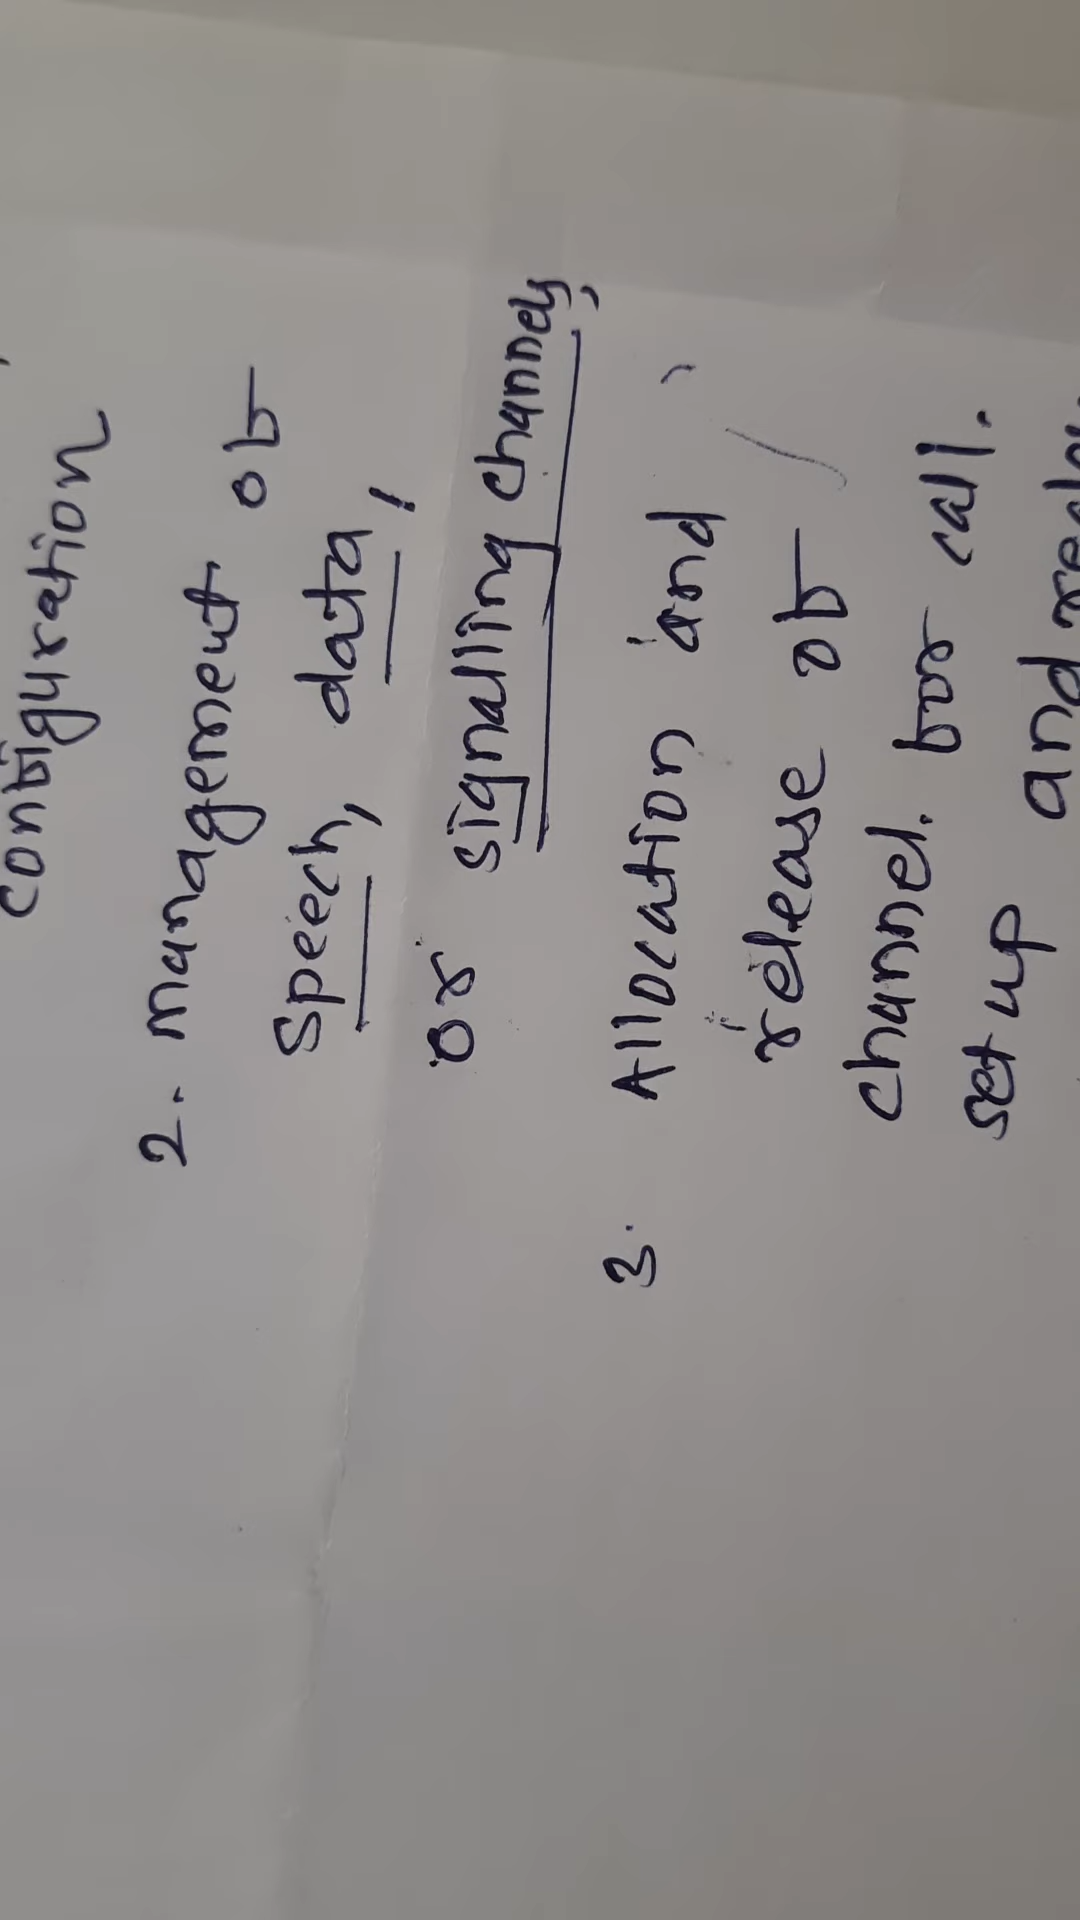 configuration
2. management of
speech, data,
or signalling channels,
3. Allocation and
release of
channel. for call.
set up and